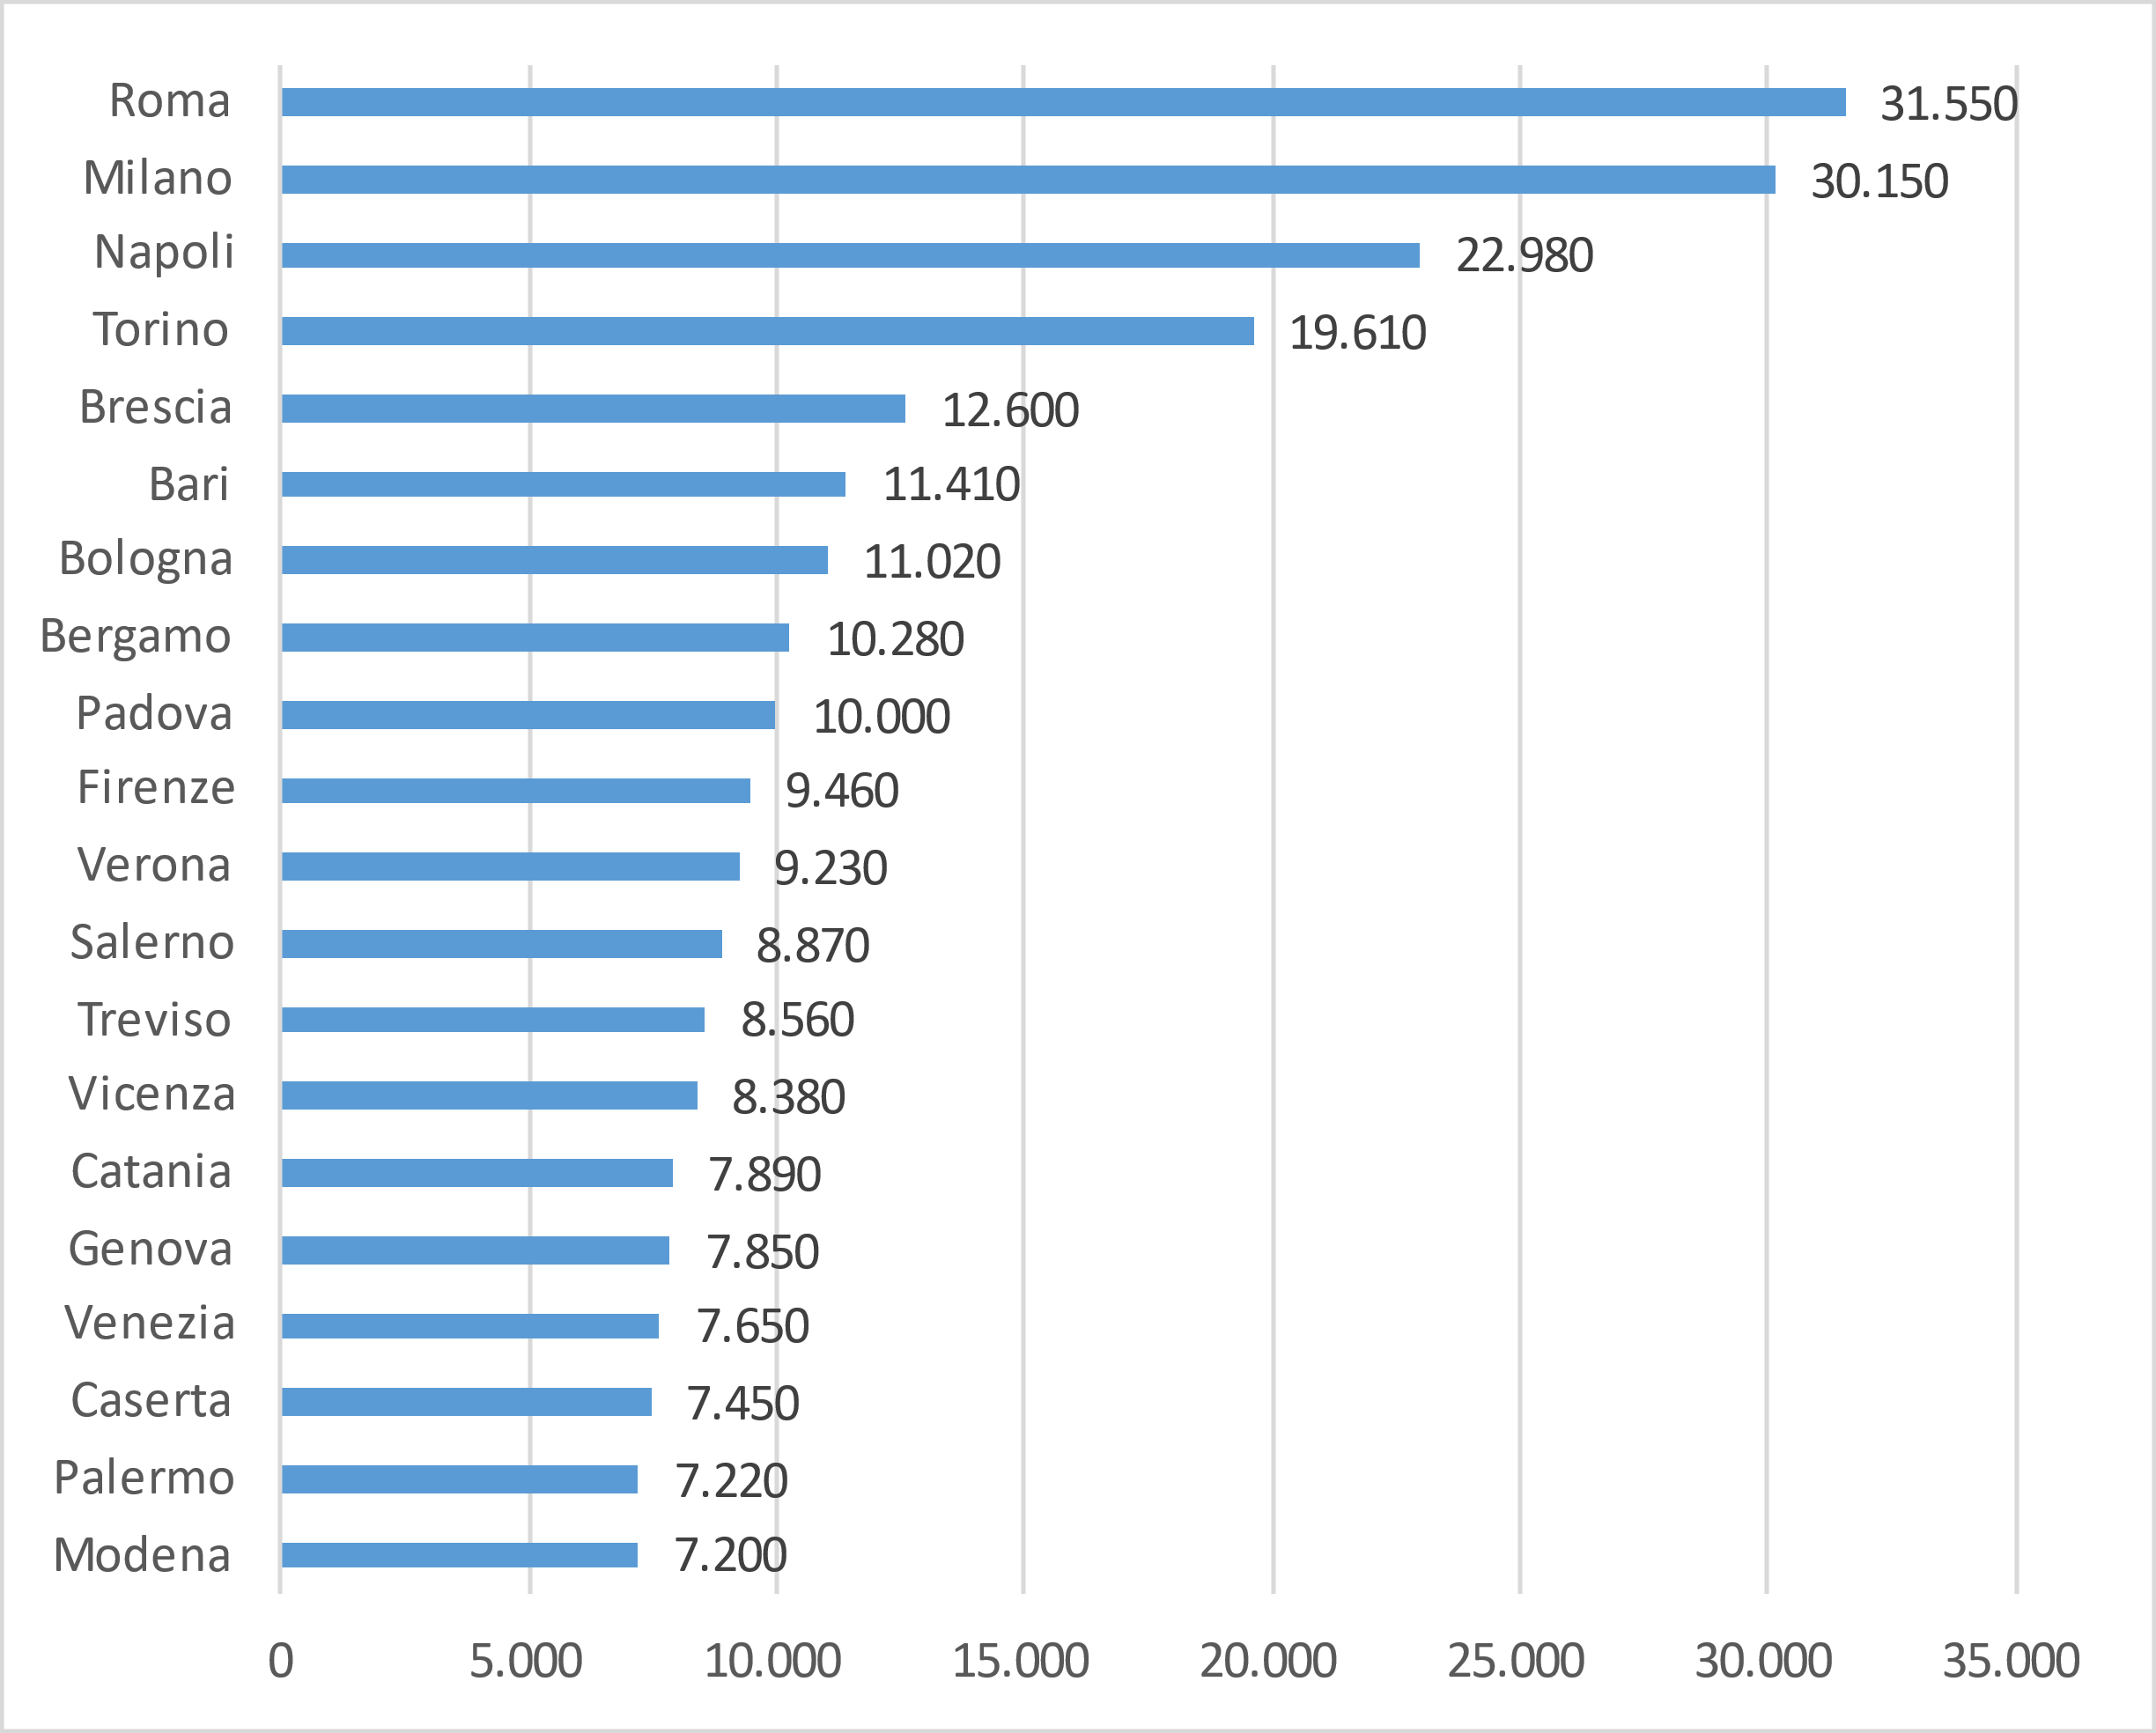 Roma 31.550
Milano 30.150
Napoli 22.980
Torino 19.610
Brescia 12.600
Bari 11.410
Bologna 11.020
Bergamo 10.280
Padova 10.000
Firenze 9.460
Verona 9.230
Salerno 8.870
Treviso 8.560
Vicenza 8.380
Catania 7.890
Genova 7.850
Venezia 7.650
Caserta 7.450
Palermo 7.220
Modena 7.200
0 5.000 10.000 15.000 20.000 25.000 30.000 35.000